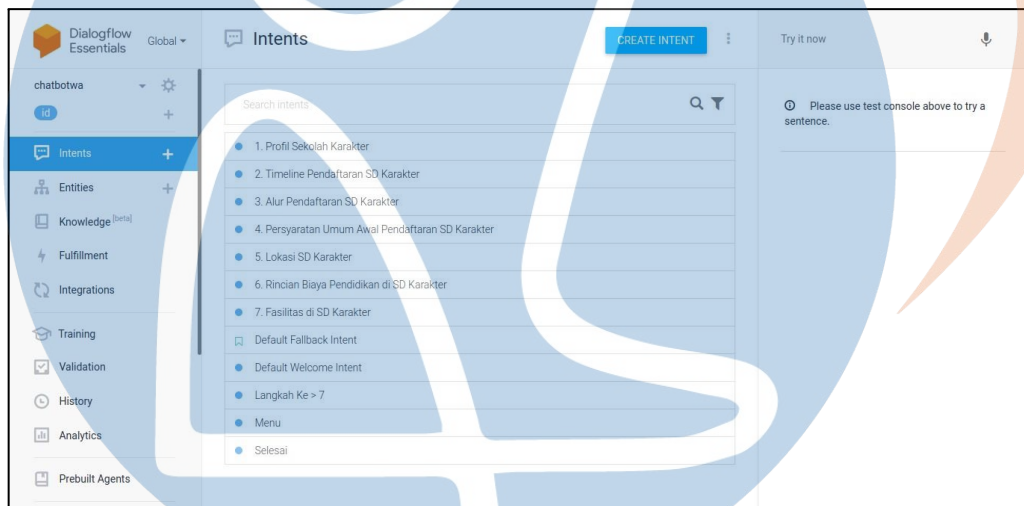 Dialogflow
Essentials
Global
Intents
CREATE INTENT
Try it now
chatbotwa
id
Search intents
Please use test console above to try a
sentence.
Intents
Entities
Knowledge [beta]
Fulfillment
Integrations
Training
Validation
History
Analytics
Prebuilt Agents
1. Profil Sekolah Karakter
2. Timeline Pendaftaran SD Karakter
3. Alur Pendaftaran SD Karakter
4. Persyaratan Umum Awal Pendaftaran SD Karakter
5. Lokasi SD Karakter
6. Rincian Biaya Pendidikan di SD Karakter
7. Fasilitas di SD Karakter
Default Fallback Intent
Default Welcome Intent
Langkah Ke > 7
Menu
Selesai